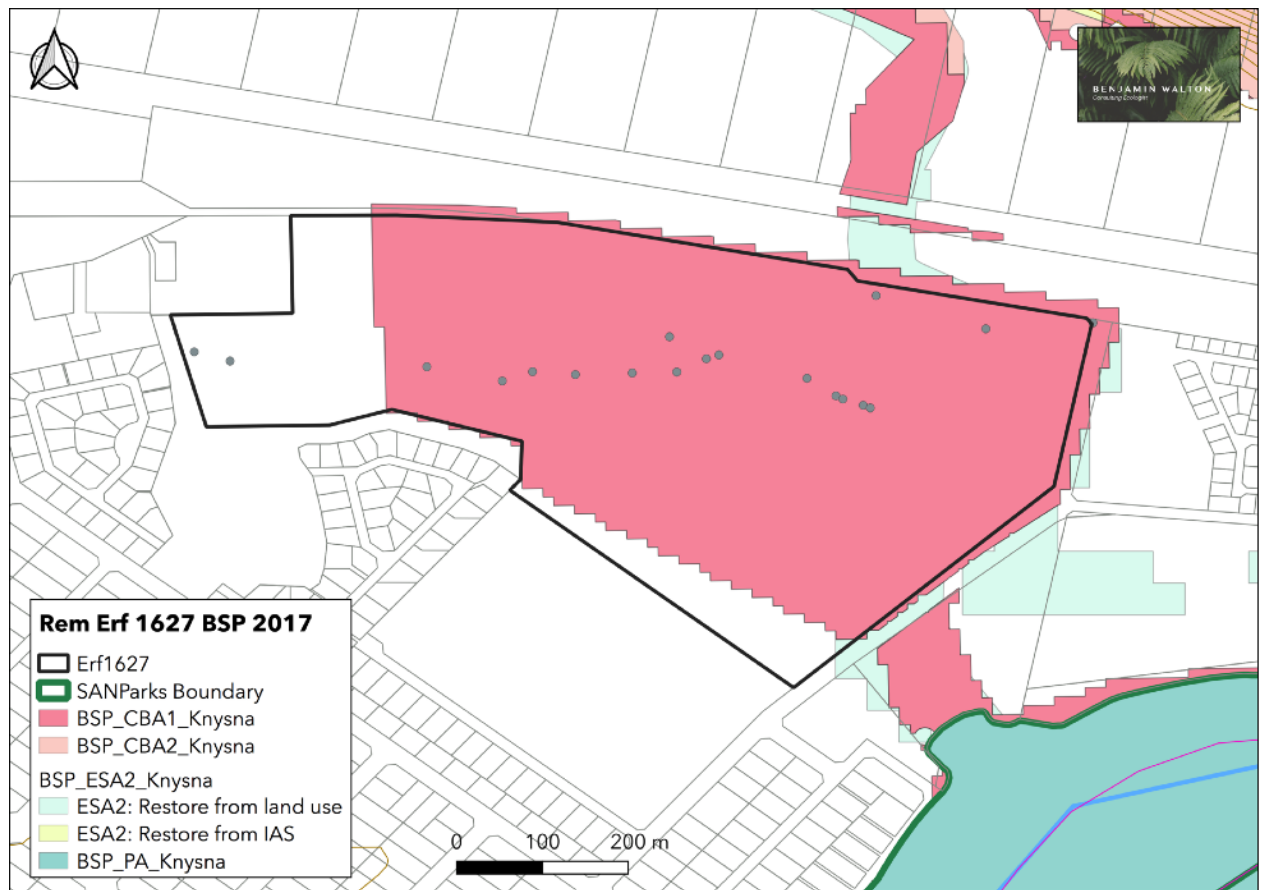 BENJAMIN WALTON
Consulting Ecologist
Rem Erf 1627 BSP 2017
Erf1627
SANParks Boundary
BSP_CBA1_Knysna
BSP_CBA2_Knysna
BSP_ESA2_Knysna
ESA2: Restore from land use
ESA2: Restore from IAS
BSP_PA_Knysna
0 100 200 m